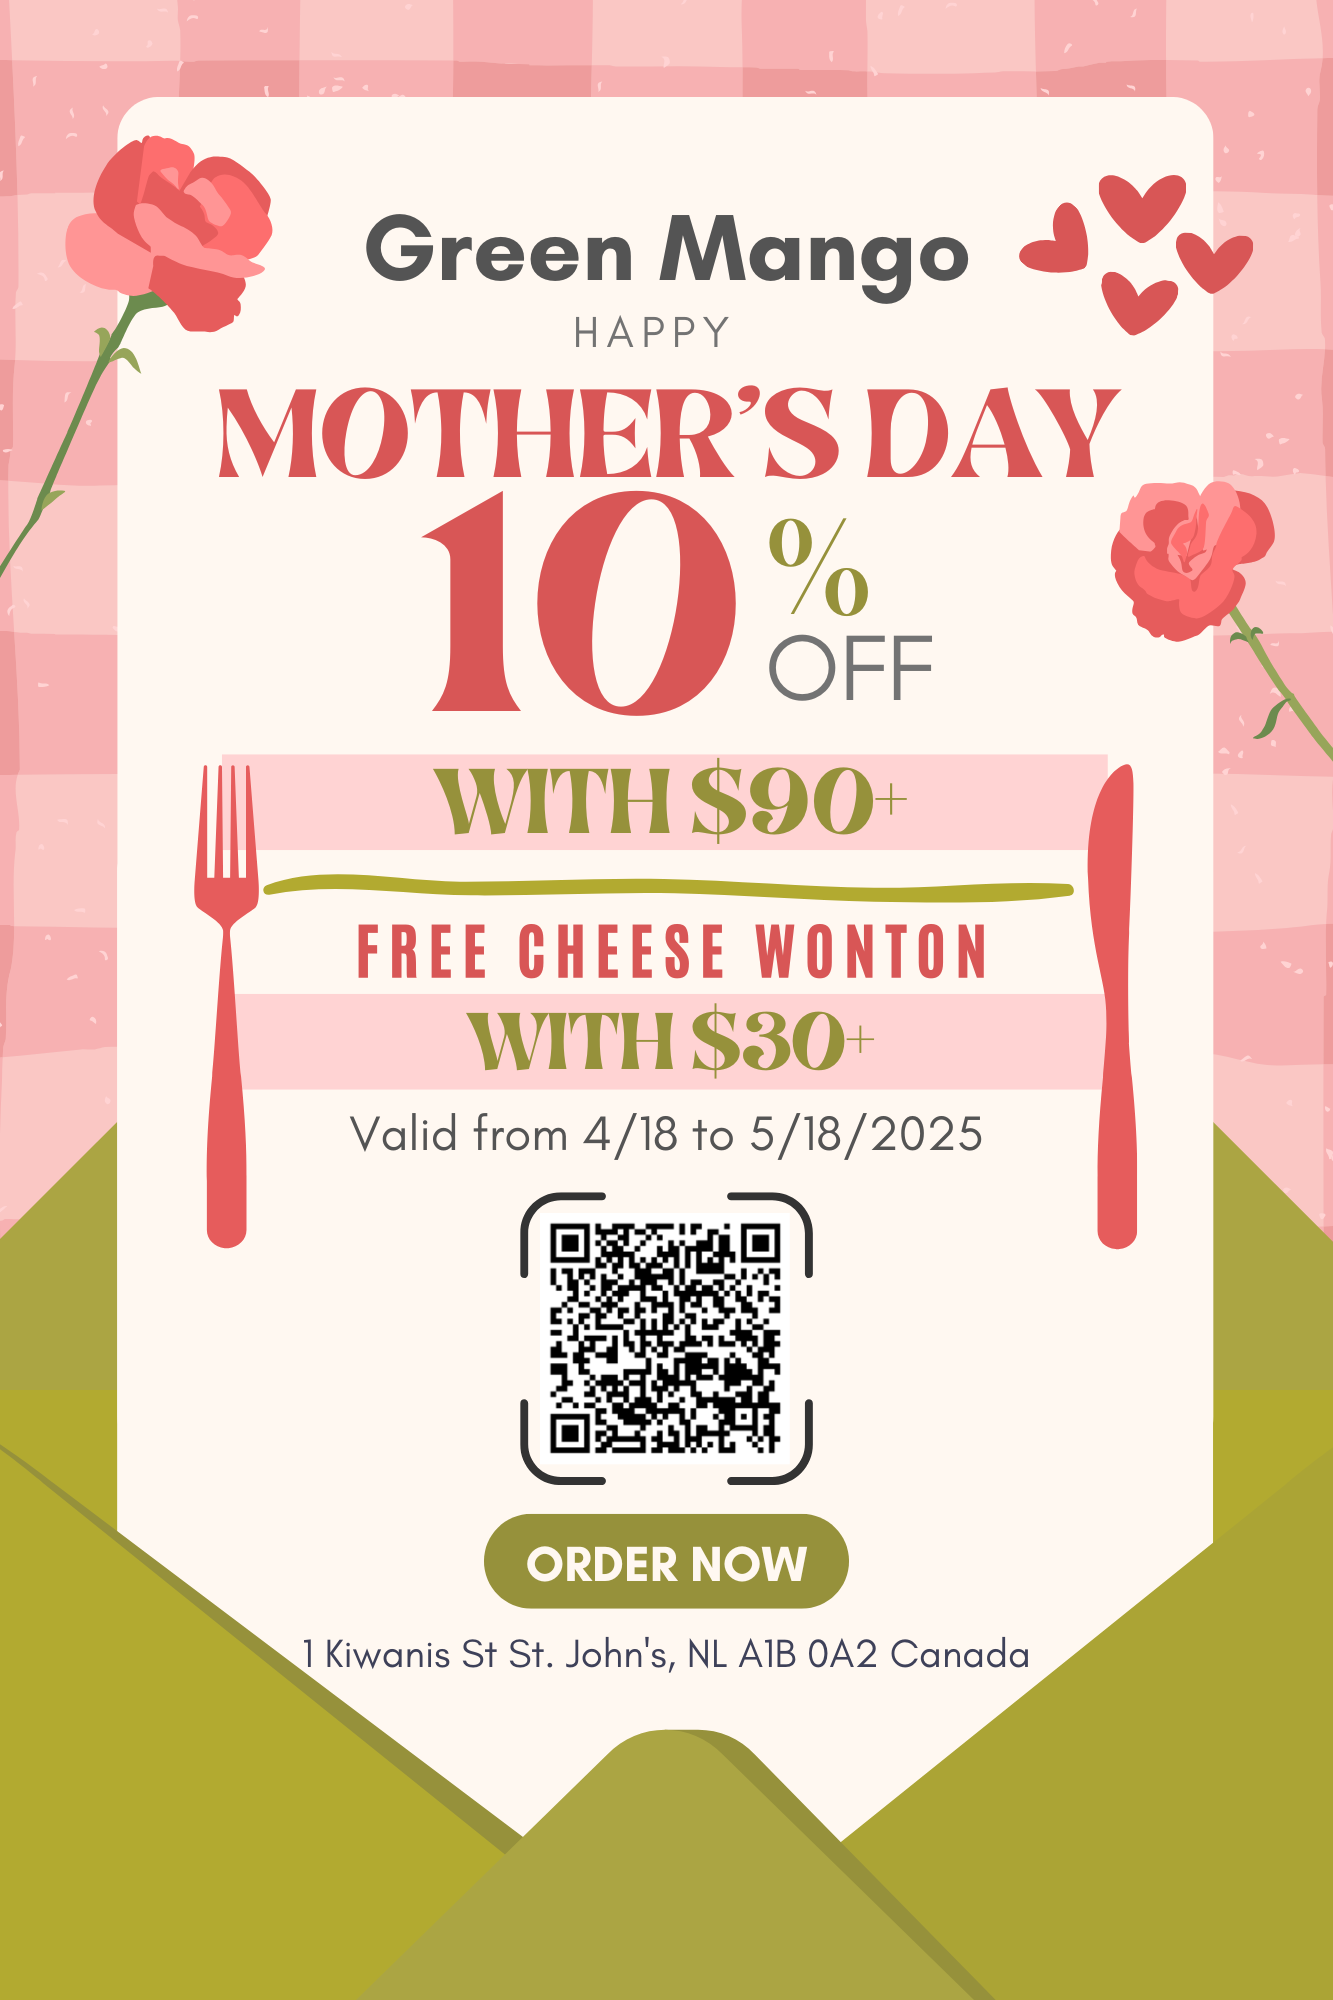 Green Mango
HAPPY
MOTHER'S DAY
10
%
OFF
WITH $90+
FREE CHEESE WONTON
WITH $30+
Valid from 4/18 to 5/18/2025
ORDER NOW
1 Kiwanis St St. John's, NL A1B 0A2 Canada